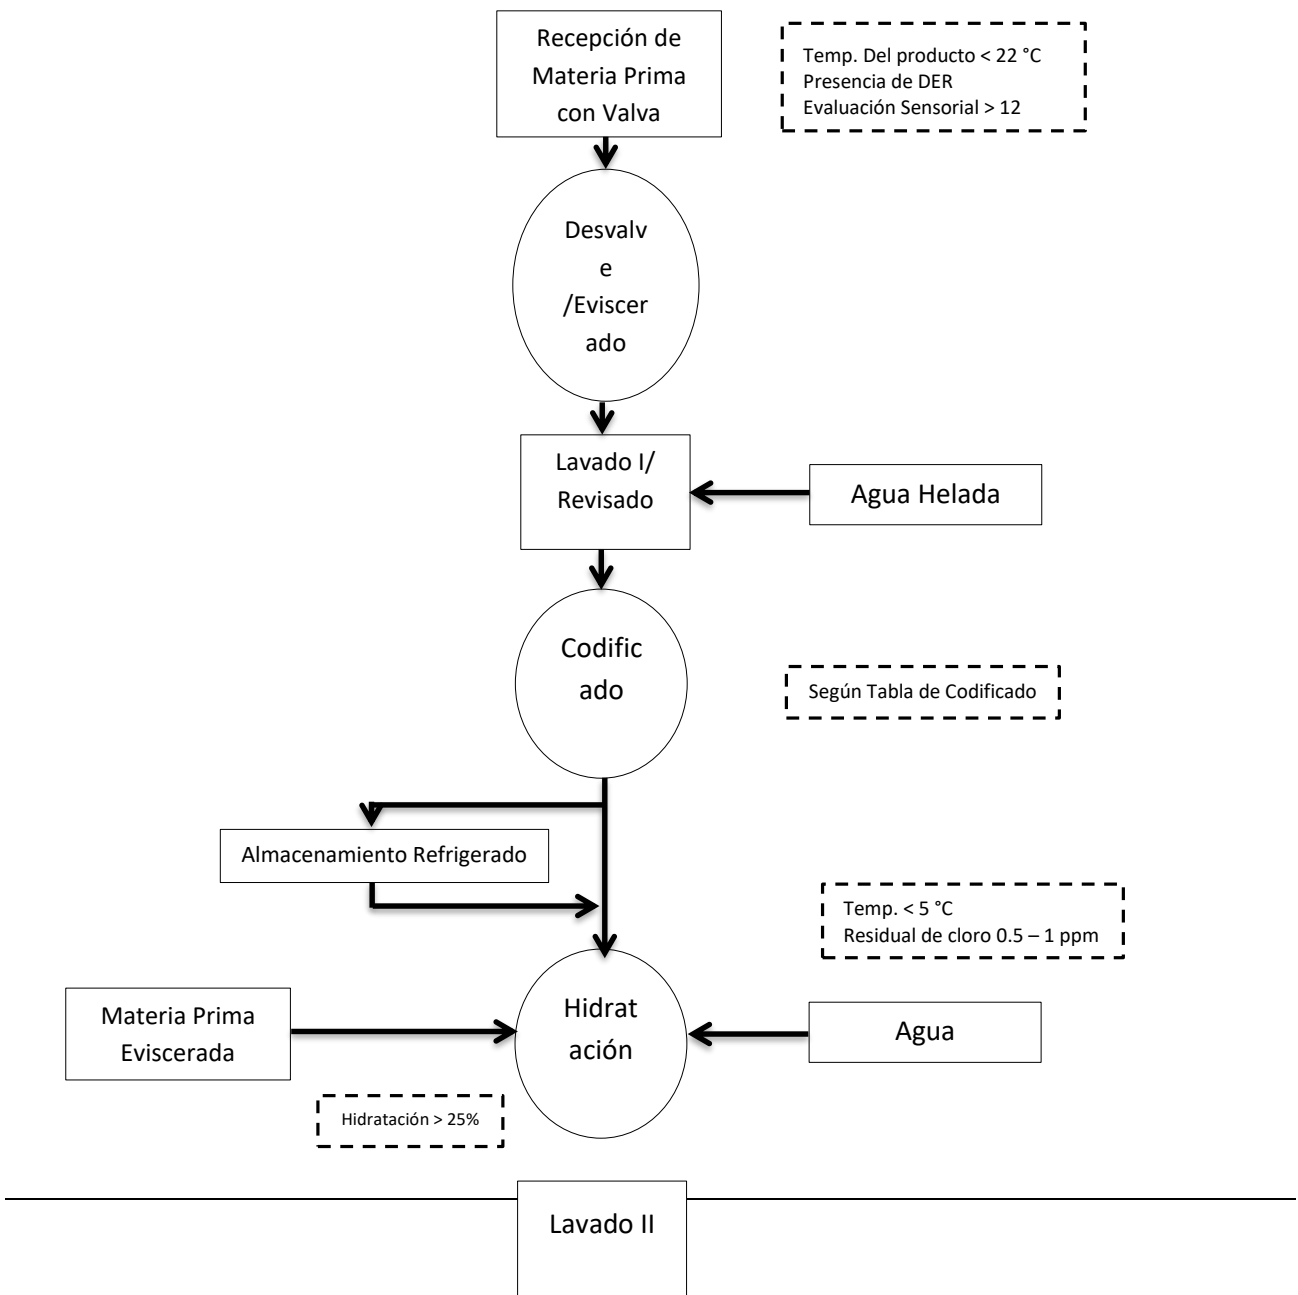 Recepción de
Materia Prima
con Valva
Temp. Del producto < 22 °C
Presencia de DER
Evaluación Sensorial > 12
Desvalv
e
/Eviscer
ado
Lavado I/
Revisado
Agua Helada
Codific
ado
Según Tabla de Codificado
Almacenamiento Refrigerado
Temp. < 5 °C
Residual de cloro 0.5 – 1 ppm
Materia Prima
Eviscerada
Hidrat
ación
Agua
Hidratación > 25%
Lavado II